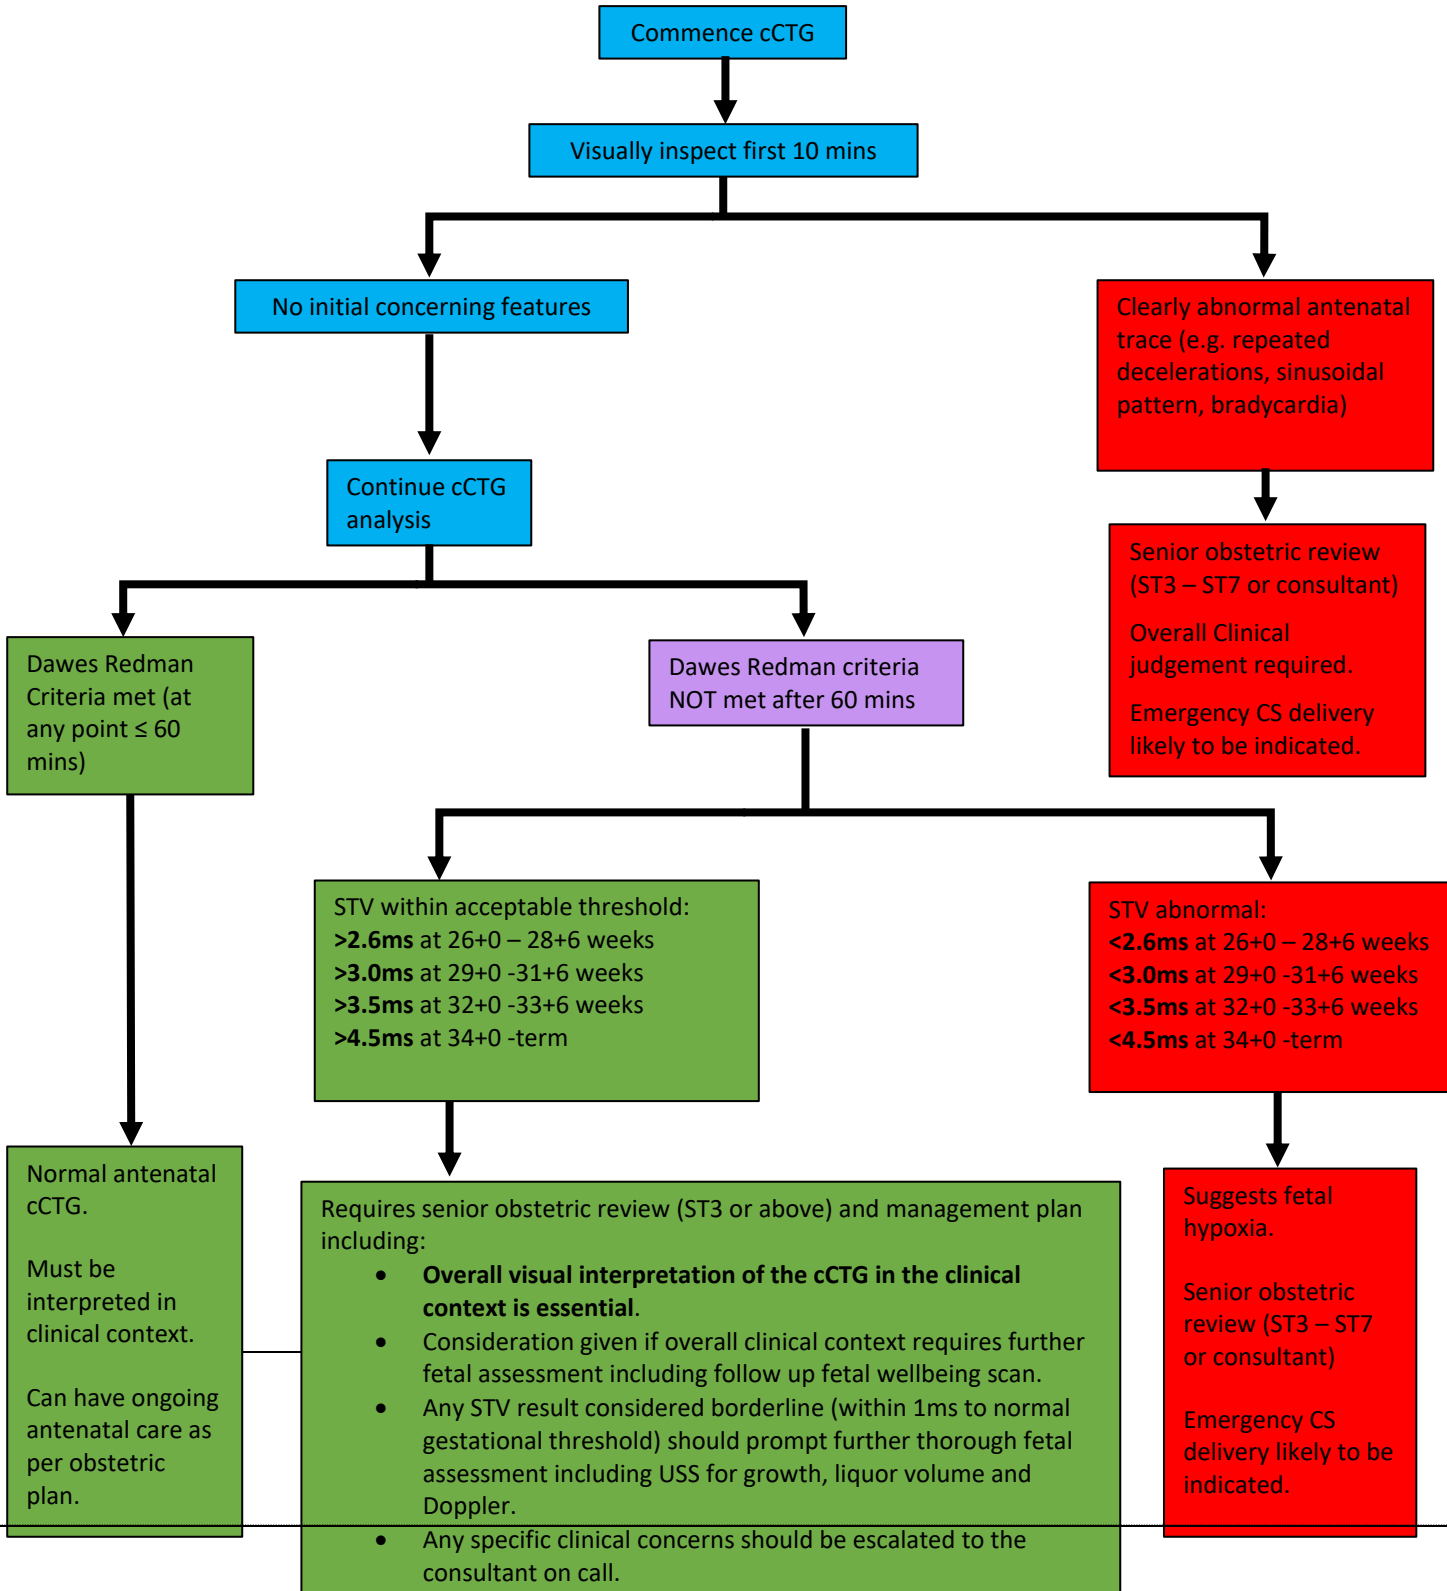 Commence cCTG
Visually inspect first 10 mins
No initial concerning features
Clearly abnormal antenatal
trace (e.g. repeated
decelerations, sinusoidal
pattern, bradycardia)
Continue cCTG
analysis
Senior obstetric review
(ST3 – ST7 or consultant)
Overall Clinical
judgement required.
Emergency CS delivery
likely to be indicated.
Dawes Redman
Criteria met (at
any point ≤ 60
mins)
Dawes Redman criteria
NOT met after 60 mins
STV within acceptable threshold:
>2.6ms at 26+0 – 28+6 weeks
>3.0ms at 29+0 -31+6 weeks
>3.5ms at 32+0 -33+6 weeks
>4.5ms at 34+0 -term
STV abnormal:
<2.6ms at 26+0 – 28+6 weeks
<3.0ms at 29+0 -31+6 weeks
<3.5ms at 32+0 -33+6 weeks
<4.5ms at 34+0 -term
Normal antenatal
cCTG.
Must be
interpreted in
clinical context.
Can have ongoing
antenatal care as
per obstetric
plan.
Requires senior obstetric review (ST3 or above) and management plan
including:
• Overall visual interpretation of the cCTG in the clinical
context is essential.
• Consideration given if overall clinical context requires further
fetal assessment including follow up fetal wellbeing scan.
• Any STV result considered borderline (within 1ms to normal
gestational threshold) should prompt further thorough fetal
assessment including USS for growth, liquor volume and
Doppler.
• Any specific clinical concerns should be escalated to the
consultant on call.
Suggests fetal
hypoxia.
Senior obstetric
review (ST3 – ST7
or consultant)
Emergency CS
delivery likely to be
indicated.